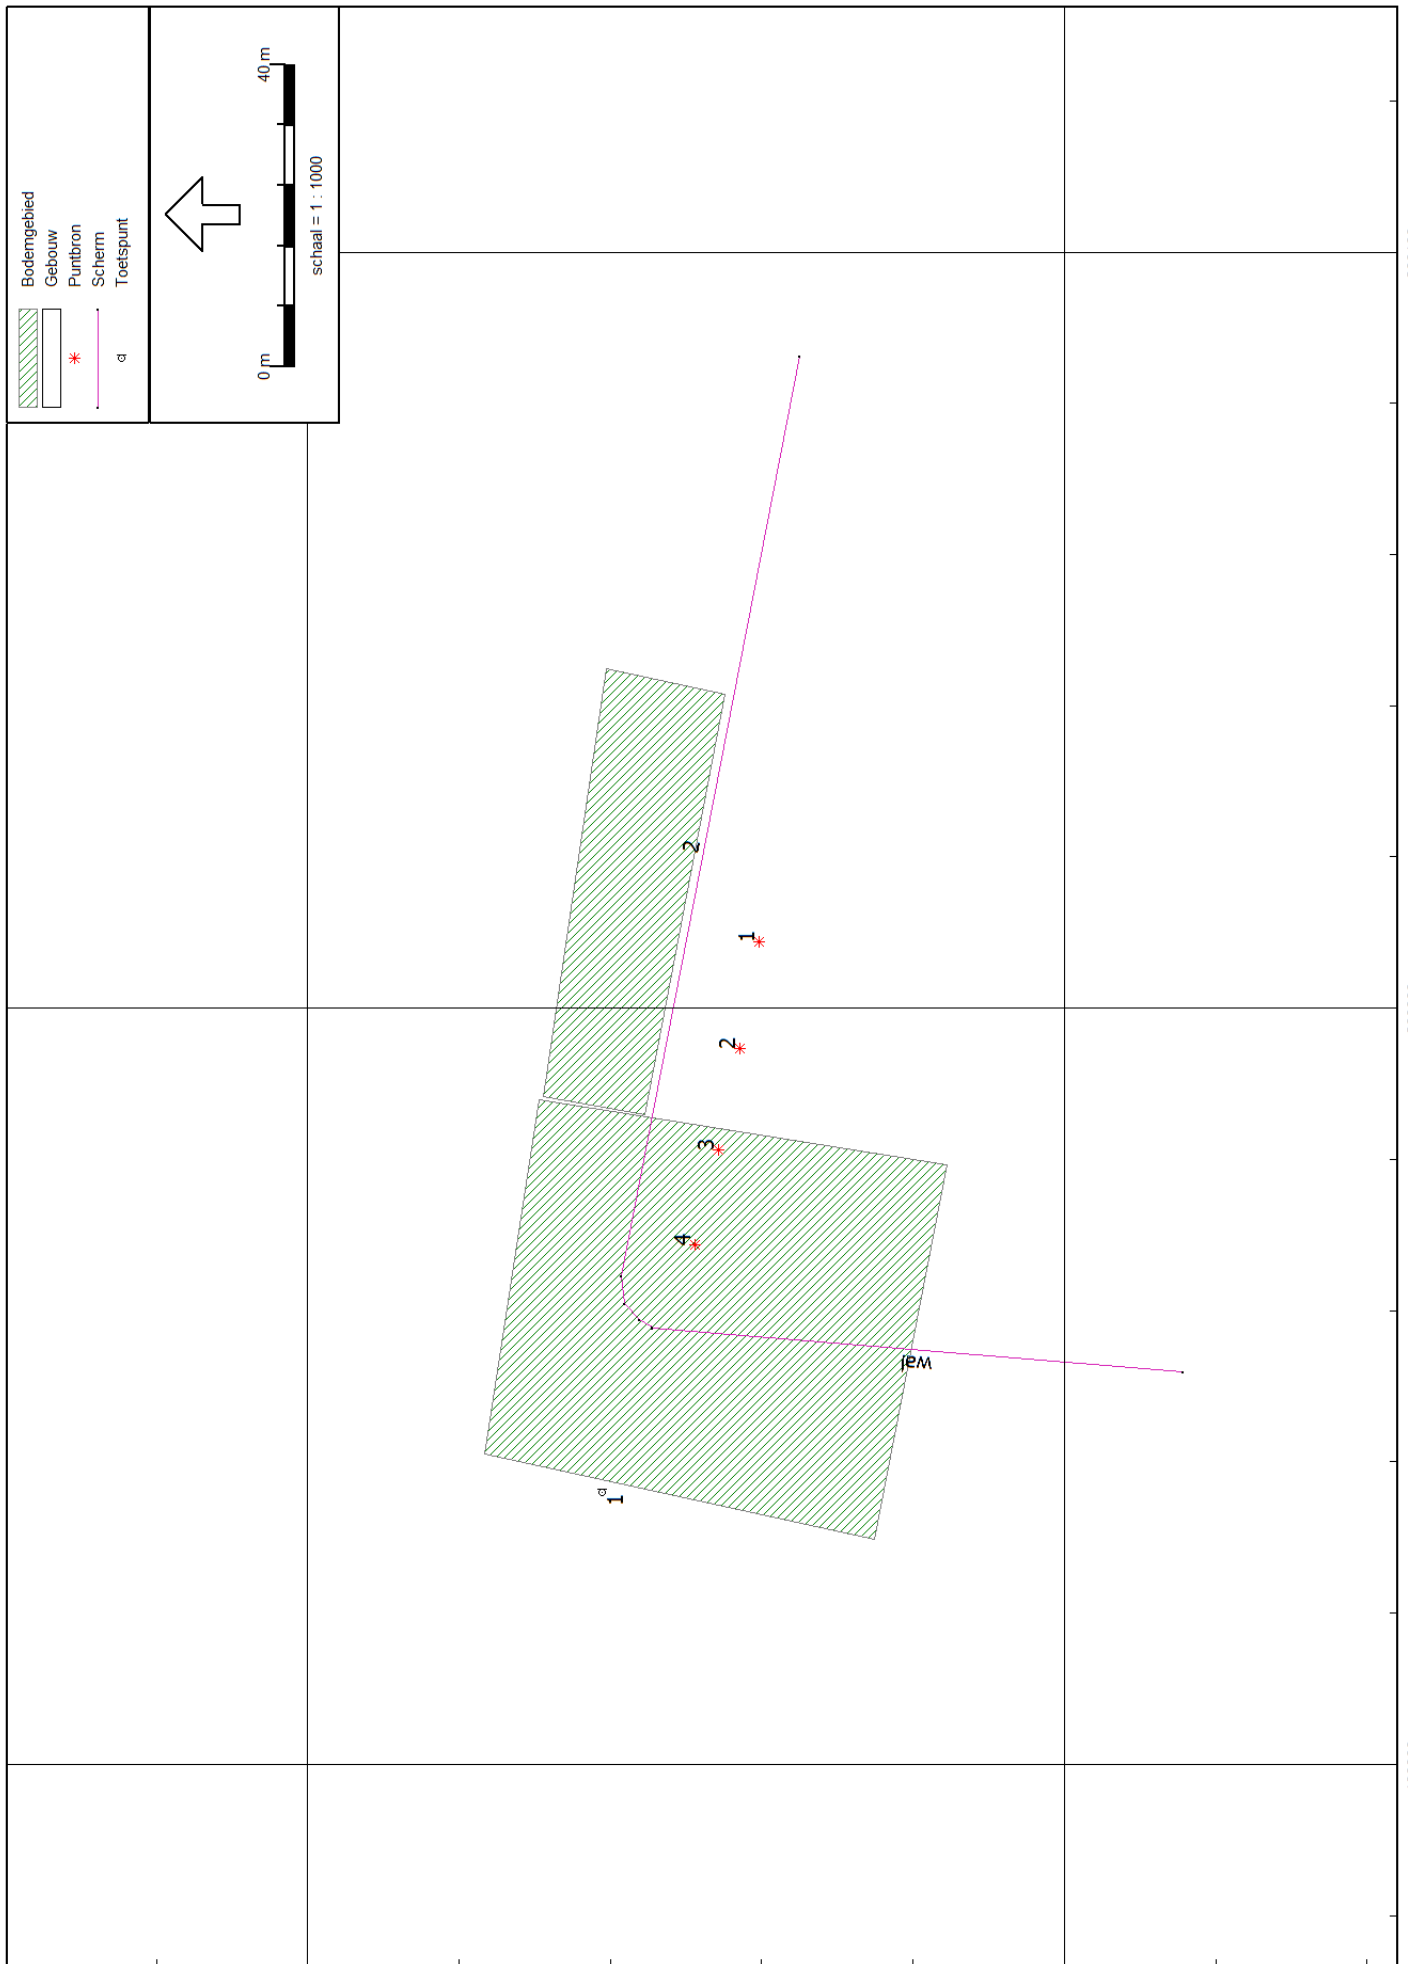 Bodemgebied
Gebouw
Puntbron
Scherm
Toetspunt
0 m
40 m
schaal = 1 : 1000
2
1
2
3
4
wal
1